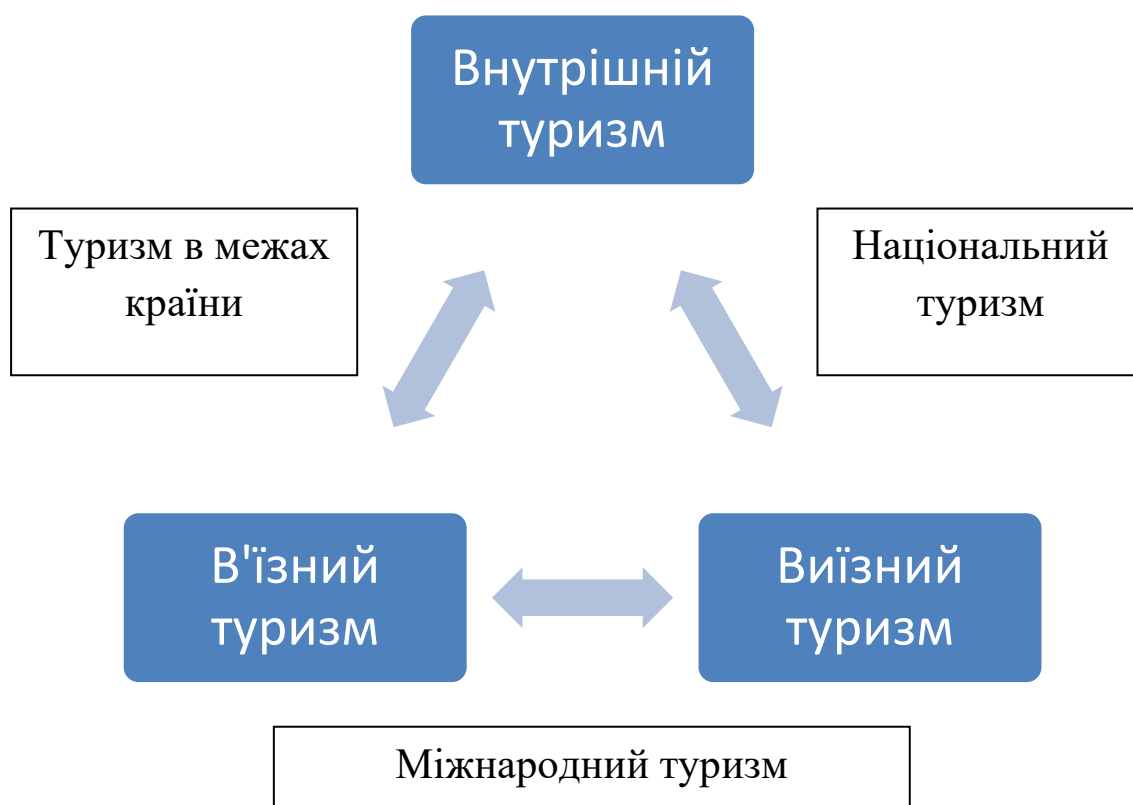 Внутрішній
туризм
Туризм в межах
країни
Національний
туризм
В'їзний
туризм
Виїзний
туризм
Міжнародний туризм